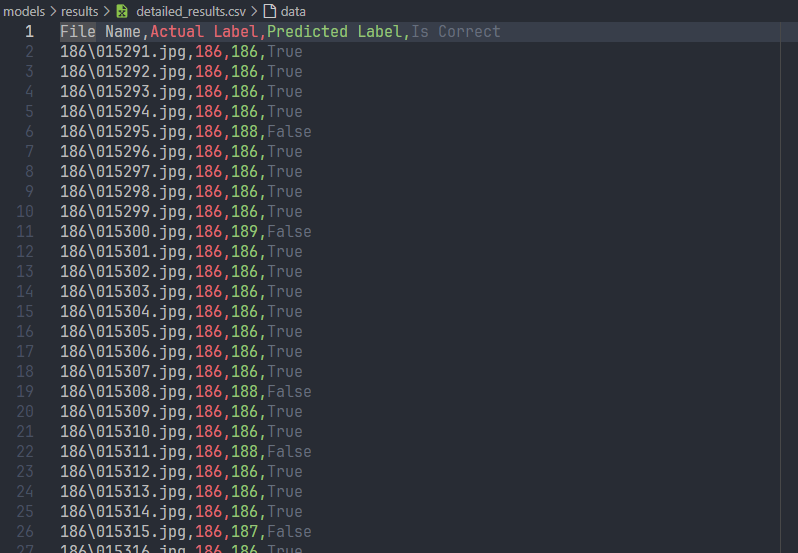 models > results > detailed_results.csv > data
1 File Name,Actual Label,Predicted Label,Is Correct
2 186\015291.jpg,186,186,True
3 186\015292.jpg,186,186,True
4 186\015293.jpg,186,186,True
5 186\015294.jpg,186,186,True
6 186\015295.jpg,186,188,False
7 186\015296.jpg,186,186,True
8 186\015297.jpg,186,186,True
9 186\015298.jpg,186,186,True
10 186\015299.jpg,186,186,True
11 186\015300.jpg,186,189,False
12 186\015301.jpg,186,186,True
13 186\015302.jpg,186,186,True
14 186\015303.jpg,186,186,True
15 186\015304.jpg,186,186,True
16 186\015305.jpg,186,186,True
17 186\015306.jpg,186,186,True
18 186\015307.jpg,186,186,True
19 186\015308.jpg,186,188,False
20 186\015309.jpg,186,186,True
21 186\015310.jpg,186,186,True
22 186\015311.jpg,186,188,False
23 186\015312.jpg,186,186,True
24 186\015313.jpg,186,186,True
25 186\015314.jpg,186,186,True
26 186\015315.jpg,186,187,False
27 186\015316.jpg,186,186,True